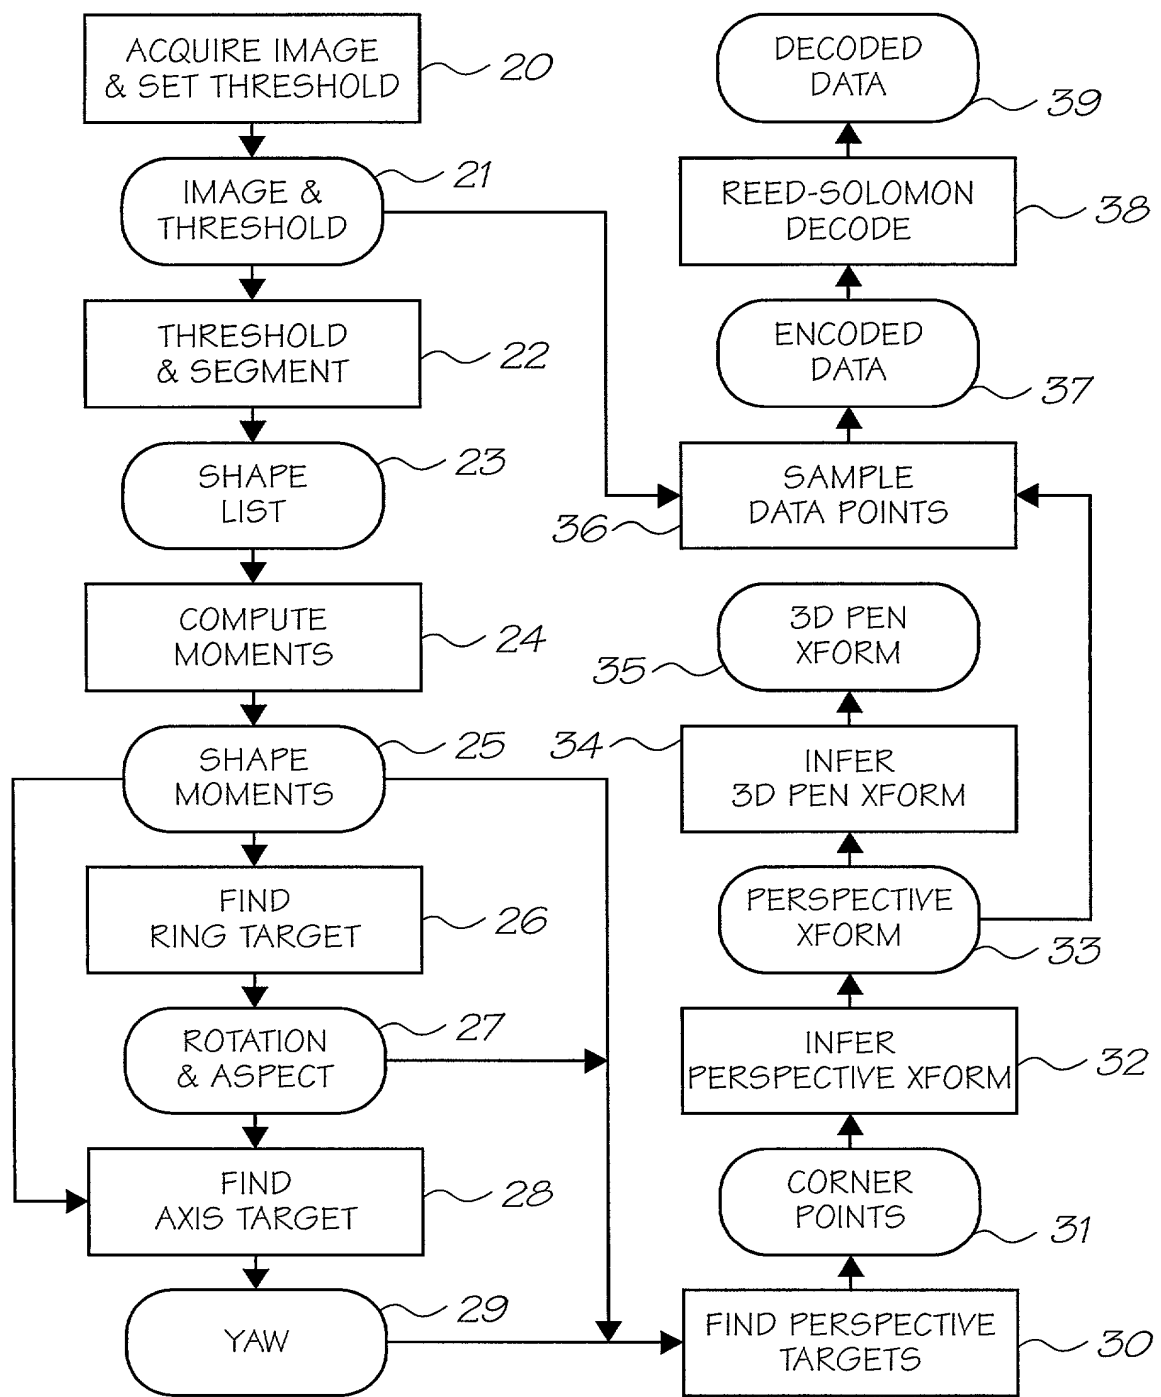 ACQUIRE IMAGE
& SET THRESHOLD
20
IMAGE &
THRESHOLD
21
THRESHOLD
& SEGMENT
22
SHAPE
LIST
23
COMPUTE
MOMENTS
24
SHAPE
MOMENTS
25
FIND
RING TARGET
26
ROTATION
& ASPECT
27
FIND
AXIS TARGET
28
YAW
29
DECODED
DATA
39
REED-SOLOMON
DECODE
38
ENCODED
DATA
37
SAMPLE
DATA POINTS
36
3D PEN
XFORM
35
34
INFER
3D PEN XFORM
PERSPECTIVE
XFORM
33
INFER
PERSPECTIVE XFORM
32
CORNER
POINTS
31
FIND PERSPECTIVE
TARGETS
30